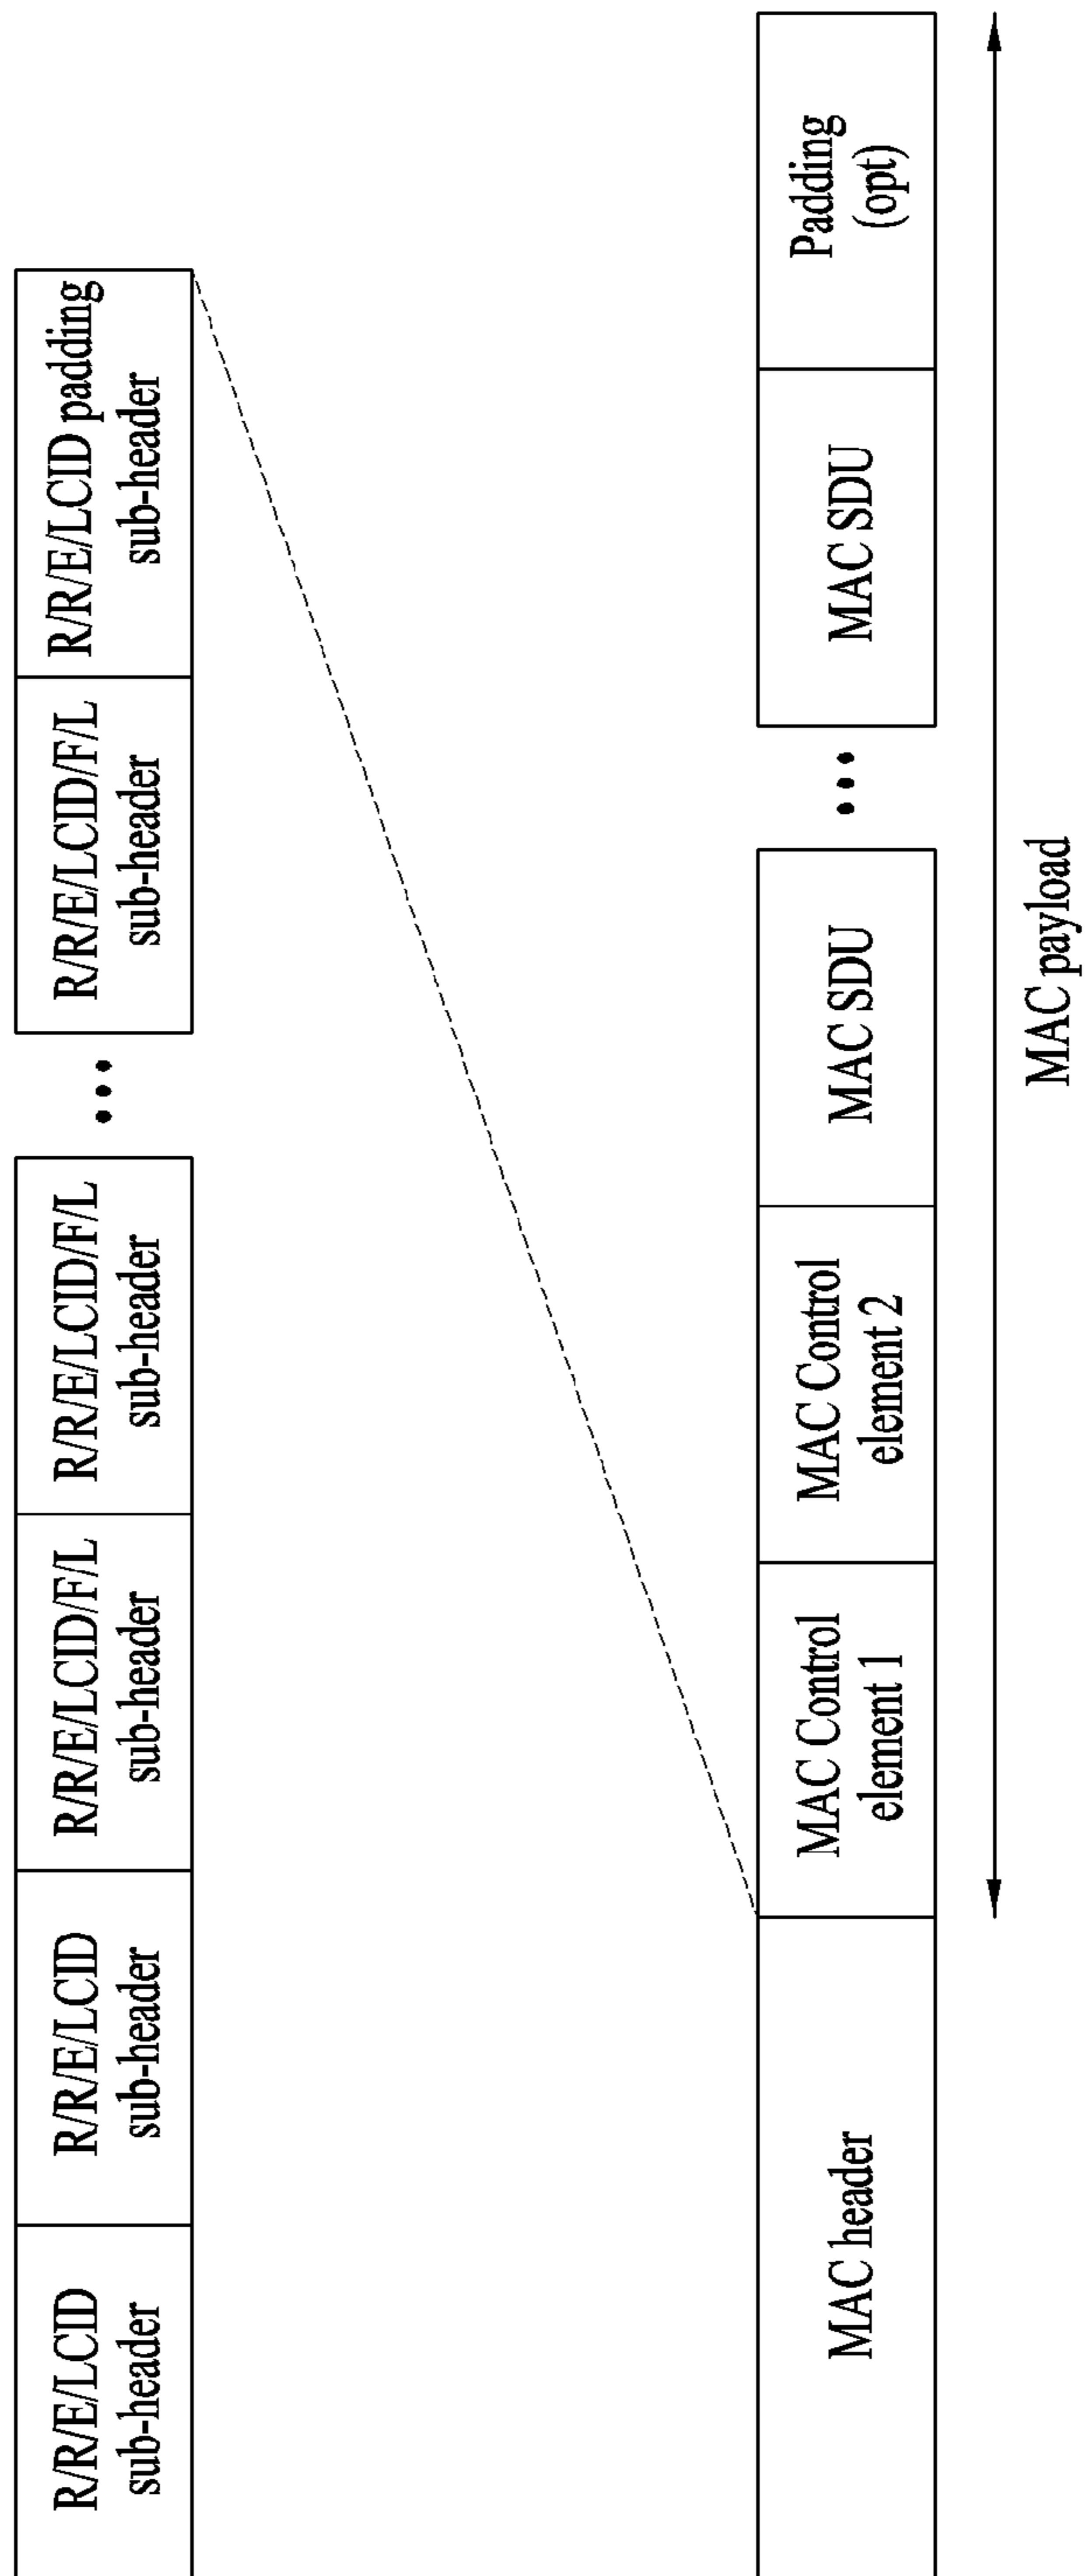 R/R/E/LCID
sub-header
R/R/E/LCID
sub-header
R/R/E/LCID/F/L
sub-header
R/R/E/LCID/F/L
sub-header
...
R/R/E/LCID/F/L
sub-header
R/R/E/LCID padding
sub-header
MAC header
MAC Control
element 1
MAC Control
element 2
MAC SDU
...
MAC SDU
Padding
(opt)
MAC payload